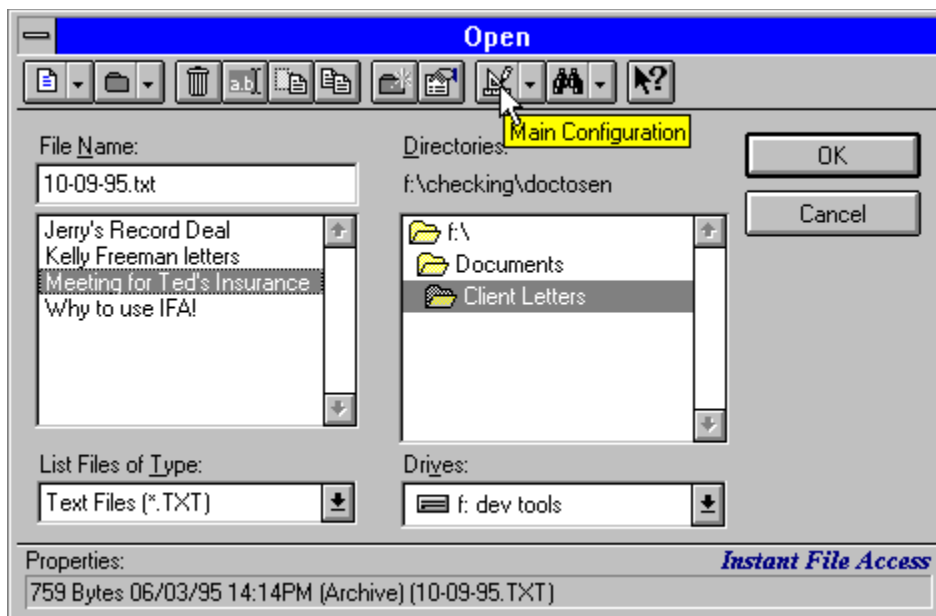 Open
a.b
Main Configuration
File Name:
10-09-95.txt
Jerry's Record Deal
Kelly Freeman letters
Meeting for Ted's Insurance
Why to use IFA!
List Files of Type:
Text Files (*.TXT)
Directories:
f:\checking\doctosen
f:\
Documents
Client Letters
Drives:
f: dev tools
OK
Cancel
Properties:
Instant File Access
759 Bytes 06/03/95 14:14PM (Archive) (10-09-95.TXT)